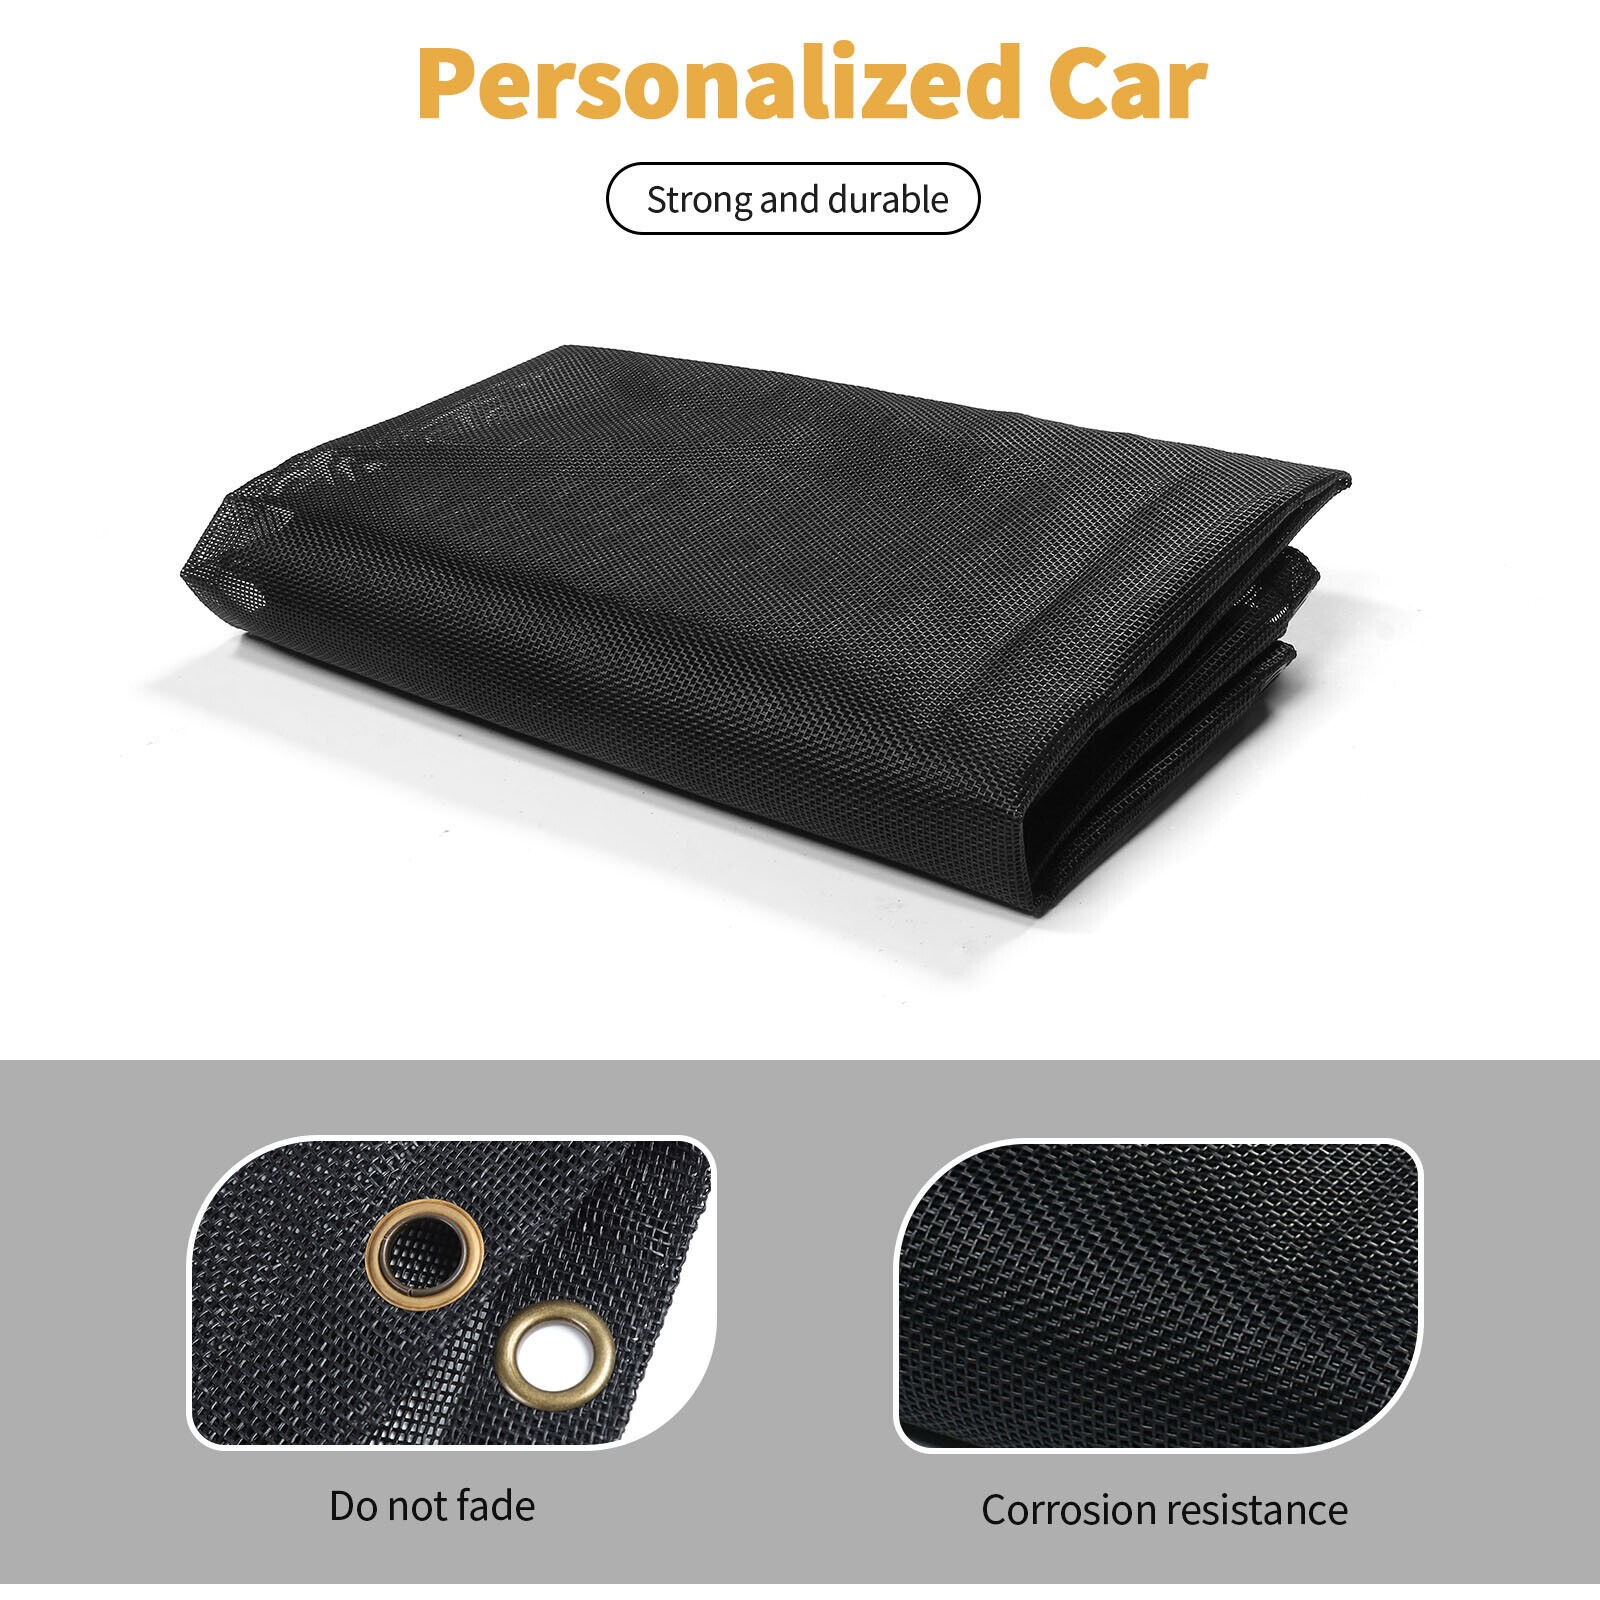 Personalized Car
Strong and durable
Do not fade
Corrosion resistance